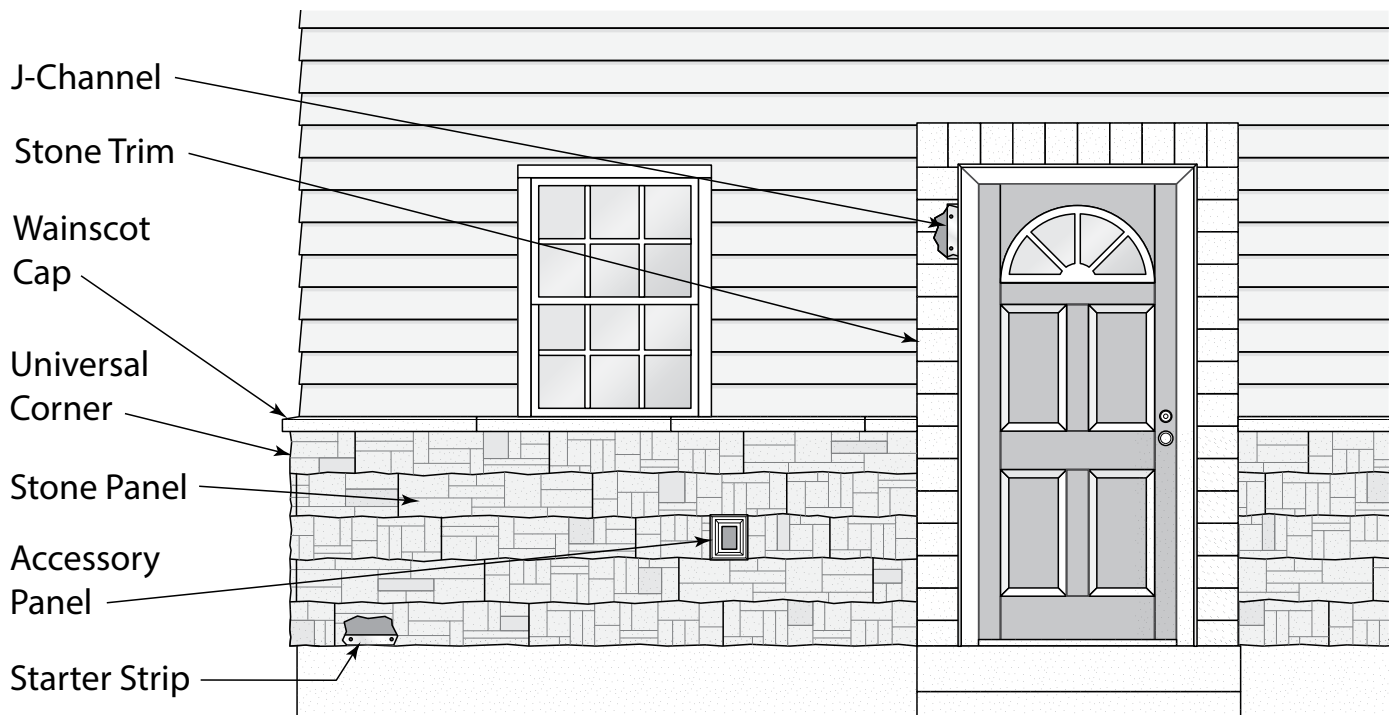 J-Channel
Stone Trim
Wainscot
Cap
Universal
Corner
Stone Panel
Accessory
Panel
Starter Strip